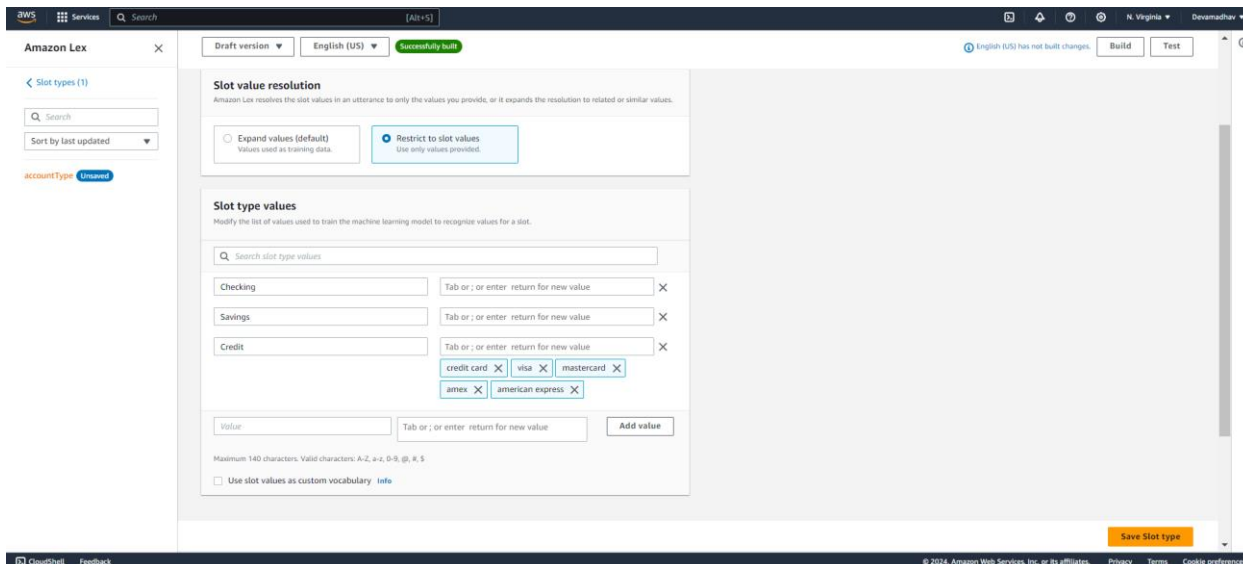 aws Services Search [Alt+S] N. Virginia Devamadhav
Amazon Lex
Draft version English (US) Successfully built English (US) has not built changes. Build Test
Slot types (1)
Search
Sort by last updated
accountType Unsaved
Slot value resolution
Amazon Lex resolves the slot values in an utterance to only the values you provide, or it expands the resolution to related or similar values.
Expand values (default)
Values used as training data.
Restrict to slot values
Use only values provided.
Slot type values
Modify the list of values used to train the machine learning model to recognize values for a slot.
Search slot type values
Checking Tab or ; or enter return for new value
Savings Tab or ; or enter return for new value
Credit Tab or ; or enter return for new value
credit card visa mastercard
amex american express
Value Tab or ; or enter return for new value Add value
Maximum 140 characters. Valid characters: A-Z, a-z, 0-9, @, #, $
Use slot values as custom vocabulary Info
Save Slot type
CloudShell Feedback © 2024, Amazon Web Services, Inc. or its affiliates. Privacy Terms Cookie preference